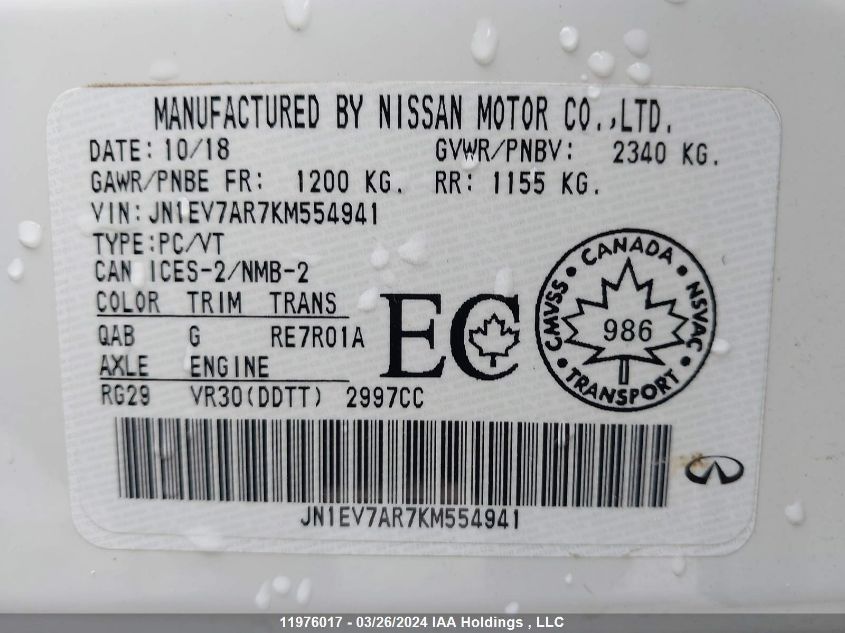 MANUFACTURED BY NISSAN MOTOR CO.,LTD.
DATE: 10/18 GVWR/PNBV: 2340 KG.
GAWR/PNBE FR: 1200 KG. RR: 1155 KG.
VIN: JN1EV7AR7KM554941
TYPE:PC/VT
CAN ICES-2/NMB-2
COLOR TRIM TRANS
QAB G RE7R01A
AXLE ENGINE
RG29 VR30(DDTT) 2997CC
EC
CANADA
CMVSS • NSVAC
986
TRANSPORT
JN1EV7AR7KM554941
11976017 - 03/26/2024 IAA Holdings , LLC